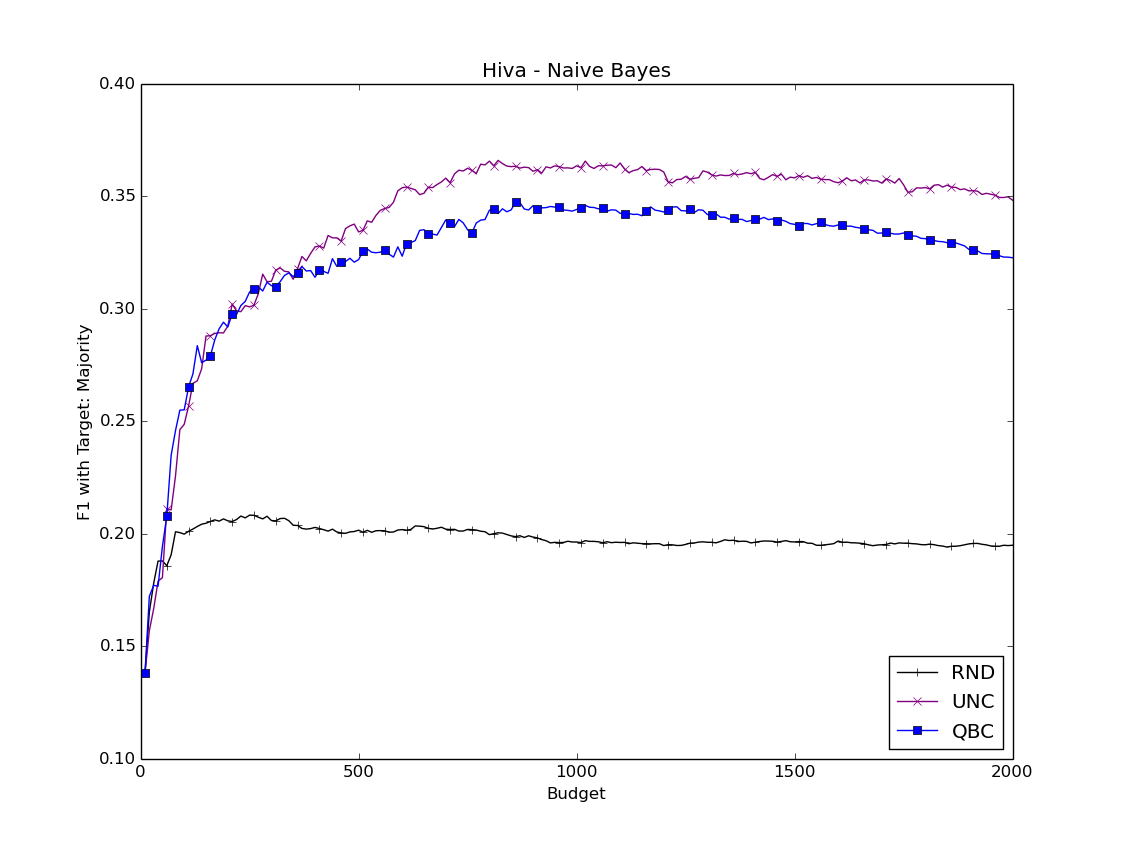 Hiva - Naive Bayes
0.40
0.35
0.30
0.25
0.20
0.15
0.10
F1 with Target: Majority
RND
UNC
QBC
0 500 1000 1500 2000
Budget